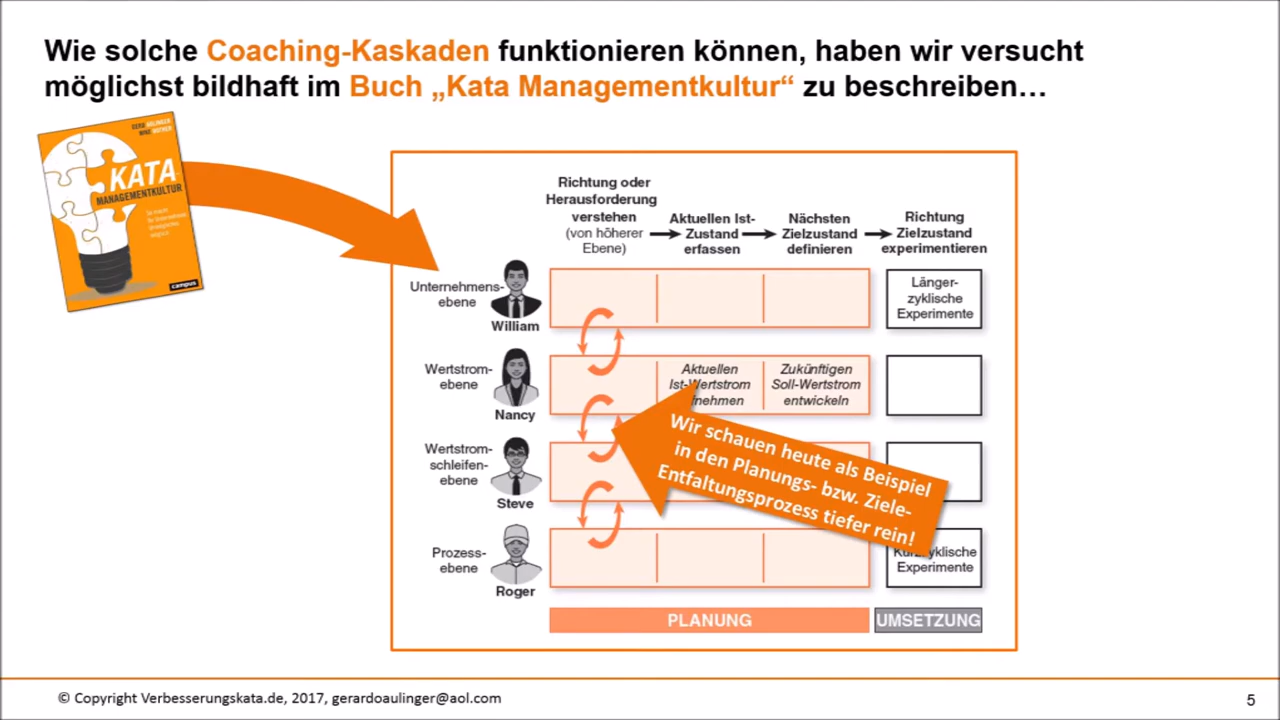 Wie solche Coaching-Kaskaden funktionieren können, haben wir versucht
möglichst bildhaft im Buch „Kata Managementkultur“ zu beschreiben…
KATA
MANAGEMENTKULTUR
campus
Richtung oder
Herausforderung
verstehen
(von höherer
Ebene)
Aktuellen Ist-
Zustand
erfassen
Nächsten
Zielzustand
definieren
Richtung
Zielzustand
experimentieren
Unternehmens-
ebene
William
Länger-
zyklische
Experimente
Wertstrom-
ebene
Nancy
Aktuellen
Ist-Wertstrom
Zukünftigen
Soll-Wertstrom
entwickeln
Wertstrom-
schleifen-
ebene
Steve
Wir schauen heute als Beispiel
in den Planungs- bzw. Ziele-
Entfaltungsprozess tiefer rein!
Prozess-
ebene
Roger
Kurzzyklische
Experimente
PLANUNG
UMSETZUNG
© Copyright Verbesserungskata.de, 2017, gerardoaulinger@aol.com
5